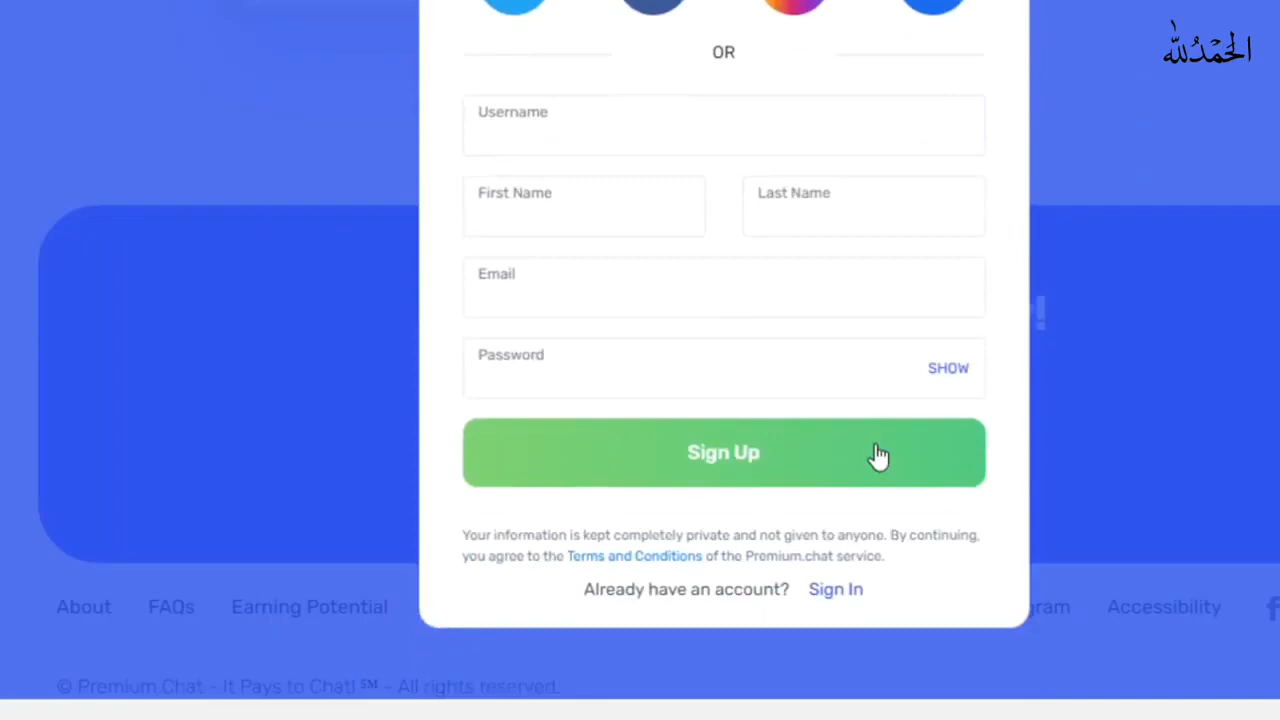 الحمد لله
OR
Username
First Name
Last Name
Email
Password
SHOW
Sign Up
Your information is kept completely private and not given to anyone. By continuing,
you agree to the Terms and Conditions of the Premium.chat service.
Already have an account? Sign In
About
FAQs
Earning Potential
Accessibility
© Premium Chat - It Pays to Chat! ℠ - All rights reserved.